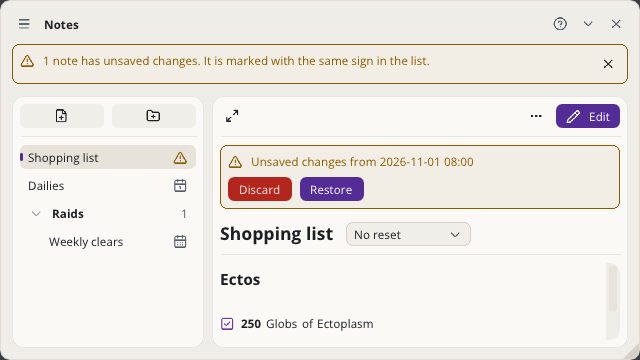 Notes
1 note has unsaved changes. It is marked with the same sign in the list.
Shopping list
Dailies
Raids 1
Weekly clears
Edit
Unsaved changes from 2026-11-01 08:00
Discard Restore
Shopping list No reset
Ectos
250 Globs of Ectoplasm